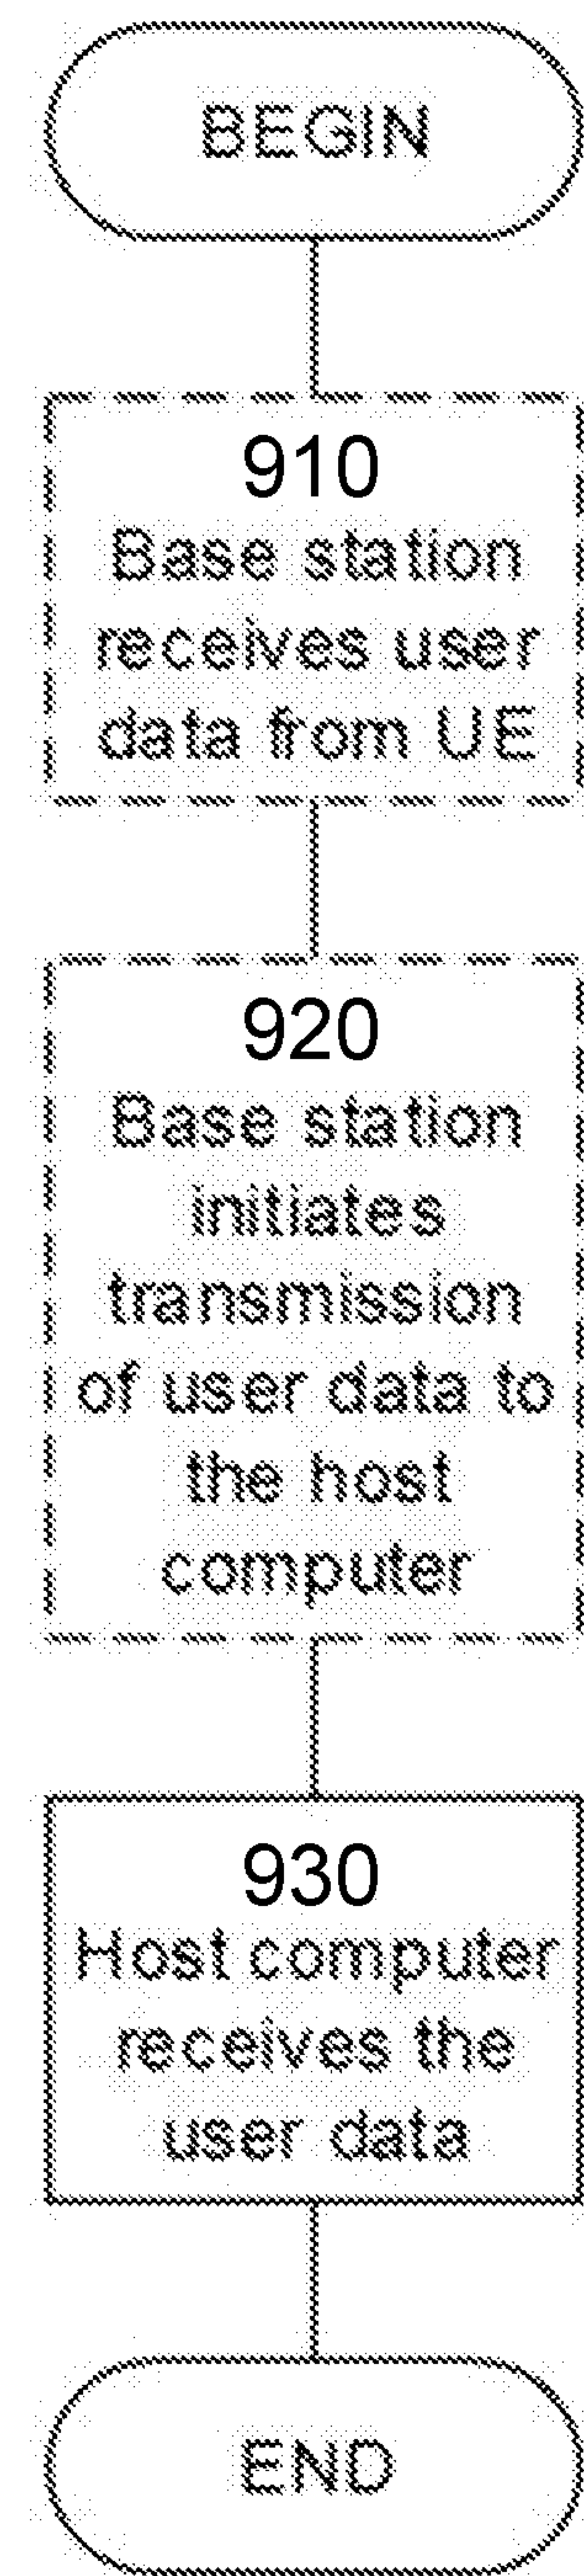 BEGIN
910
Base station
receives user
data from UE
920
Base station
initiates
transmission
of user data to
the host
computer
930
Host computer
receives the
user data
END